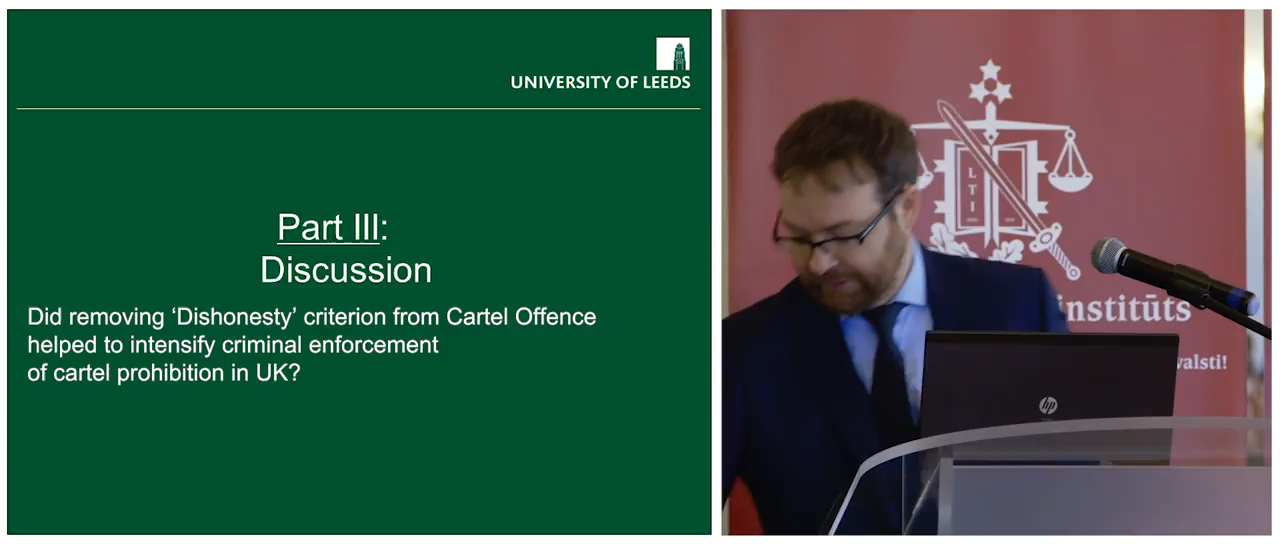 UNIVERSITY OF LEEDS
Part III:
Discussion
Did removing ‘Dishonesty’ criterion from Cartel Offence
helped to intensify criminal enforcement
of cartel prohibition in UK?
LTI
institūts
valsti!
hp